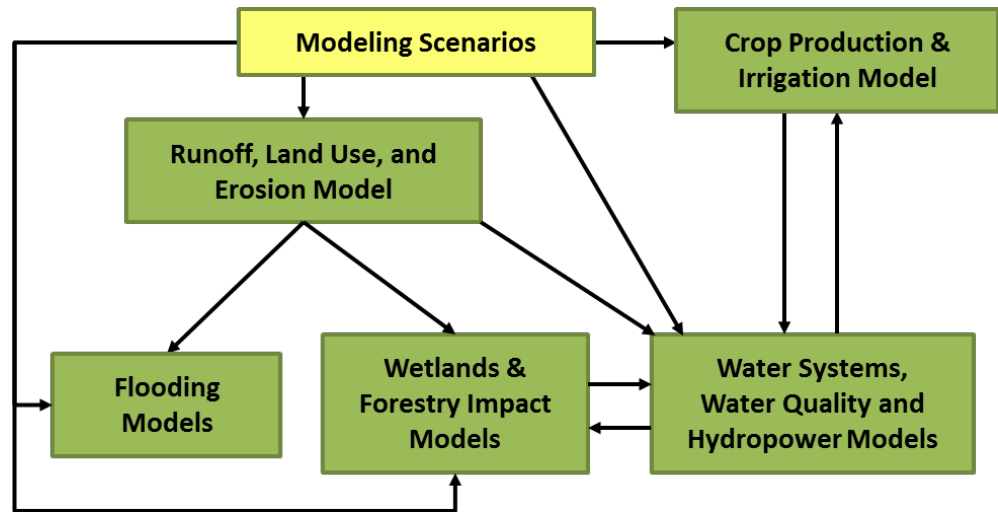 Modeling Scenarios
Crop Production &
Irrigation Model
Runoff, Land Use, and
Erosion Model
Flooding
Models
Wetlands &
Forestry Impact
Models
Water Systems,
Water Quality and
Hydropower Models